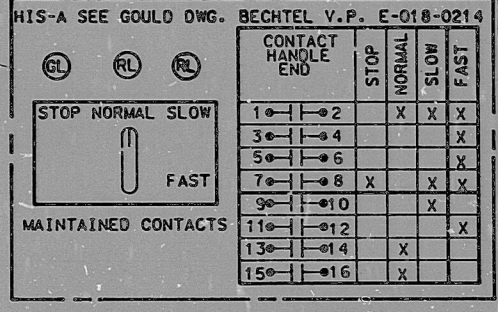 HIS-A SEE GOULD DWG. BECHTEL V.P. E-018-0214
GL RL RL
STOP NORMAL SLOW
FAST
MAINTAINED CONTACTS
CONTACT HANDLE END STOP NORMAL SLOW FAST
1 2 X X X
3 4 X
5 6 X
7 8 X X X
9 10 X
11 12 X
13 14 X
15 16 X